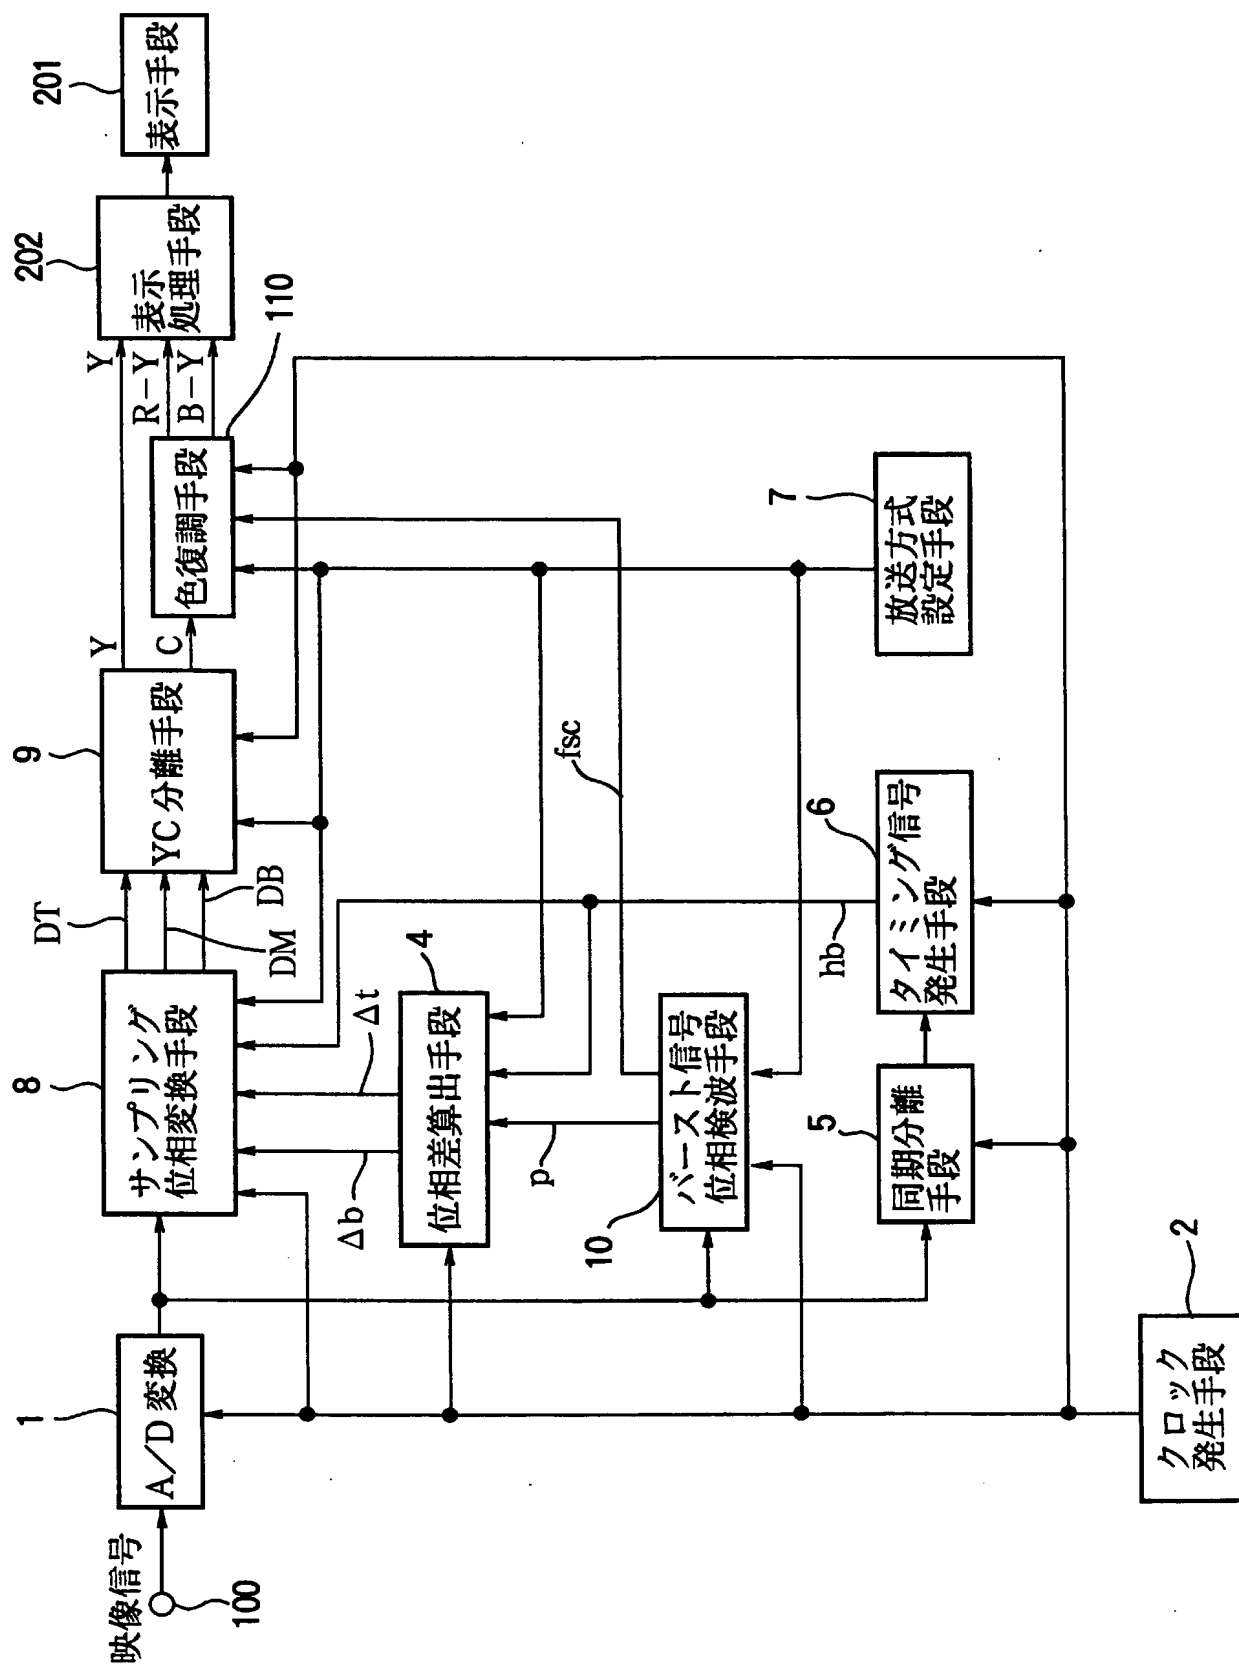 映像信号
100
1
A/D 変換
8
サンプリング
位相変換手段
DT
DM
DB
9
YC分離手段
Y
C
色復調手段
110
Y
R−Y
B−Y
202
表示
処理手段
201
表示手段
Δb
Δt
4
位相差算出手段
p
fsc
10
バースト信号
位相検波手段
hb
5
同期分離
手段
6
タイミング信号
発生手段
7
放送方式
設定手段
2
クロック
発生手段